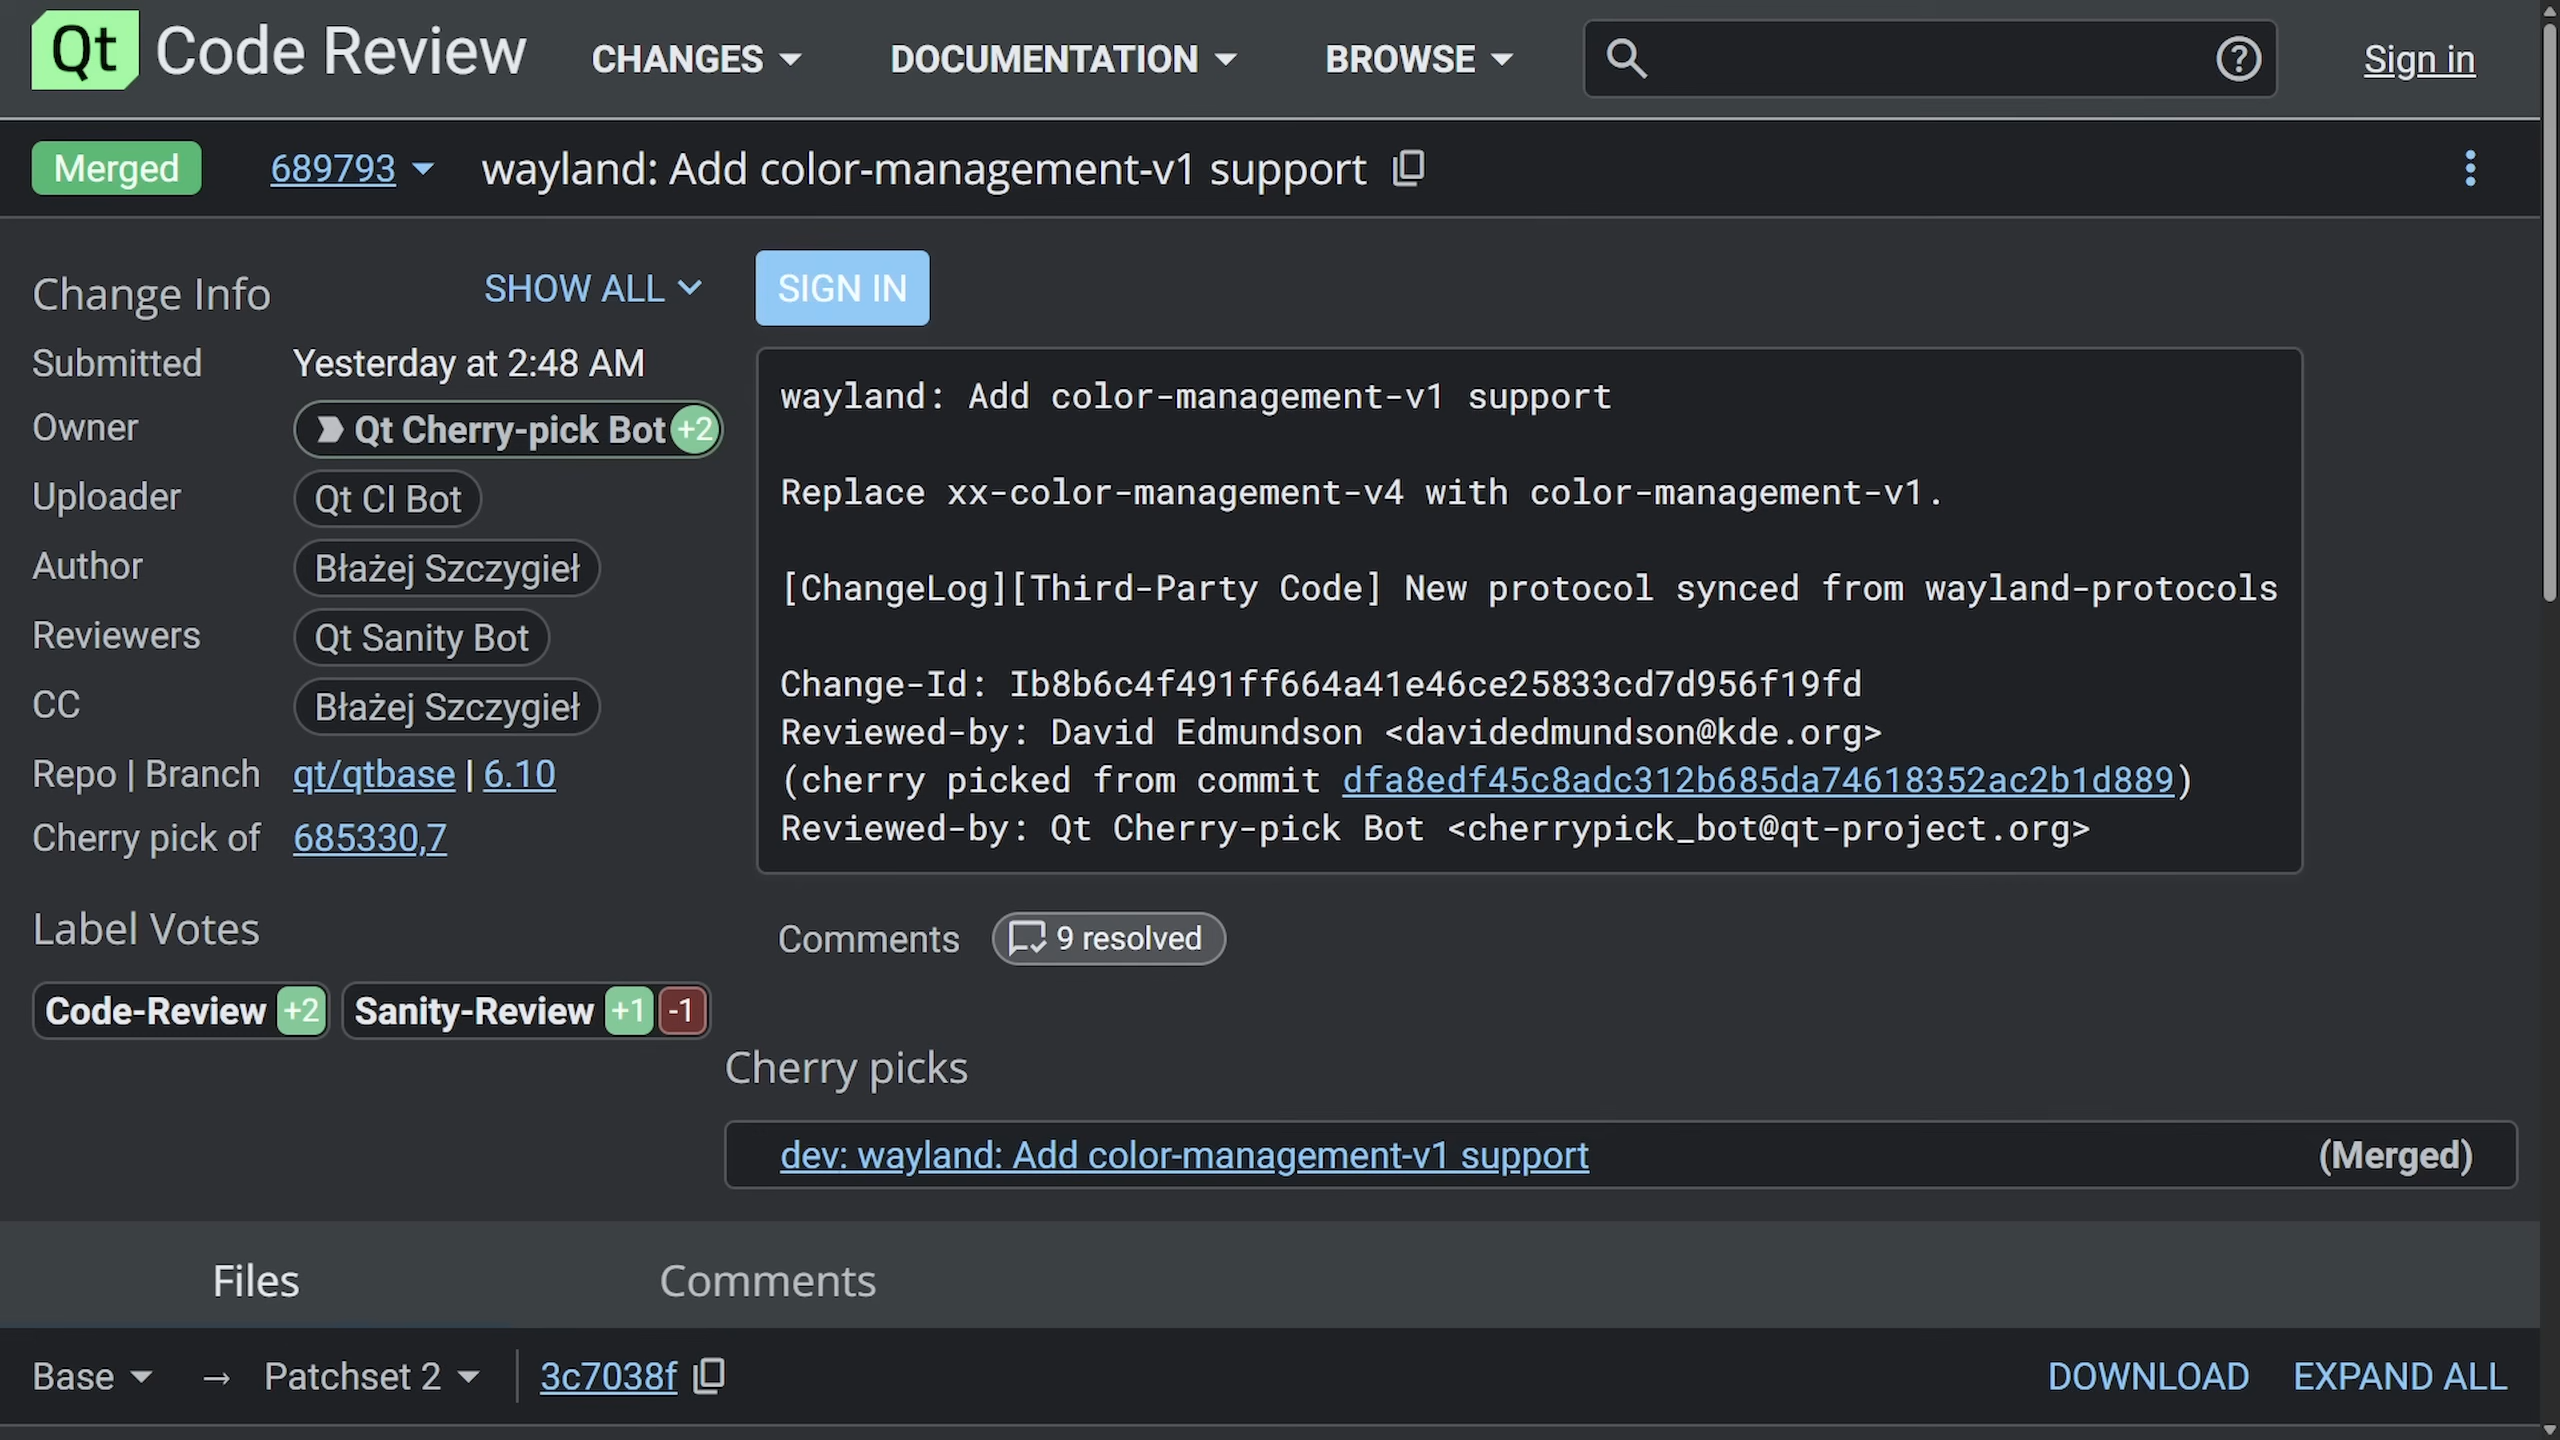 Qt Code Review CHANGES DOCUMENTATION BROWSE Sign in
Merged 689793 wayland: Add color-management-v1 support
Change Info SHOW ALL
Submitted Yesterday at 2:48 AM
Owner Qt Cherry-pick Bot +2
Uploader Qt CI Bot
Author Błażej Szczygieł
Reviewers Qt Sanity Bot
CC Błażej Szczygieł
Repo | Branch qt/qtbase | 6.10
Cherry pick of 685330,7
Label Votes
Code-Review +2 Sanity-Review +1 -1
SIGN IN
wayland: Add color-management-v1 support
Replace xx-color-management-v4 with color-management-v1.
[ChangeLog][Third-Party Code] New protocol synced from wayland-protocols
Change-Id: Ib8b6c4f491ff664a41e46ce25833cd7d956f19fd
Reviewed-by: David Edmundson <davidedmundson@kde.org>
(cherry picked from commit dfa8edf45c8adc312b685da74618352ac2b1d889)
Reviewed-by: Qt Cherry-pick Bot <cherrypick_bot@qt-project.org>
Comments 9 resolved
Cherry picks
dev: wayland: Add color-management-v1 support (Merged)
Files Comments
Base → Patchset 2 3c7038f DOWNLOAD EXPAND ALL